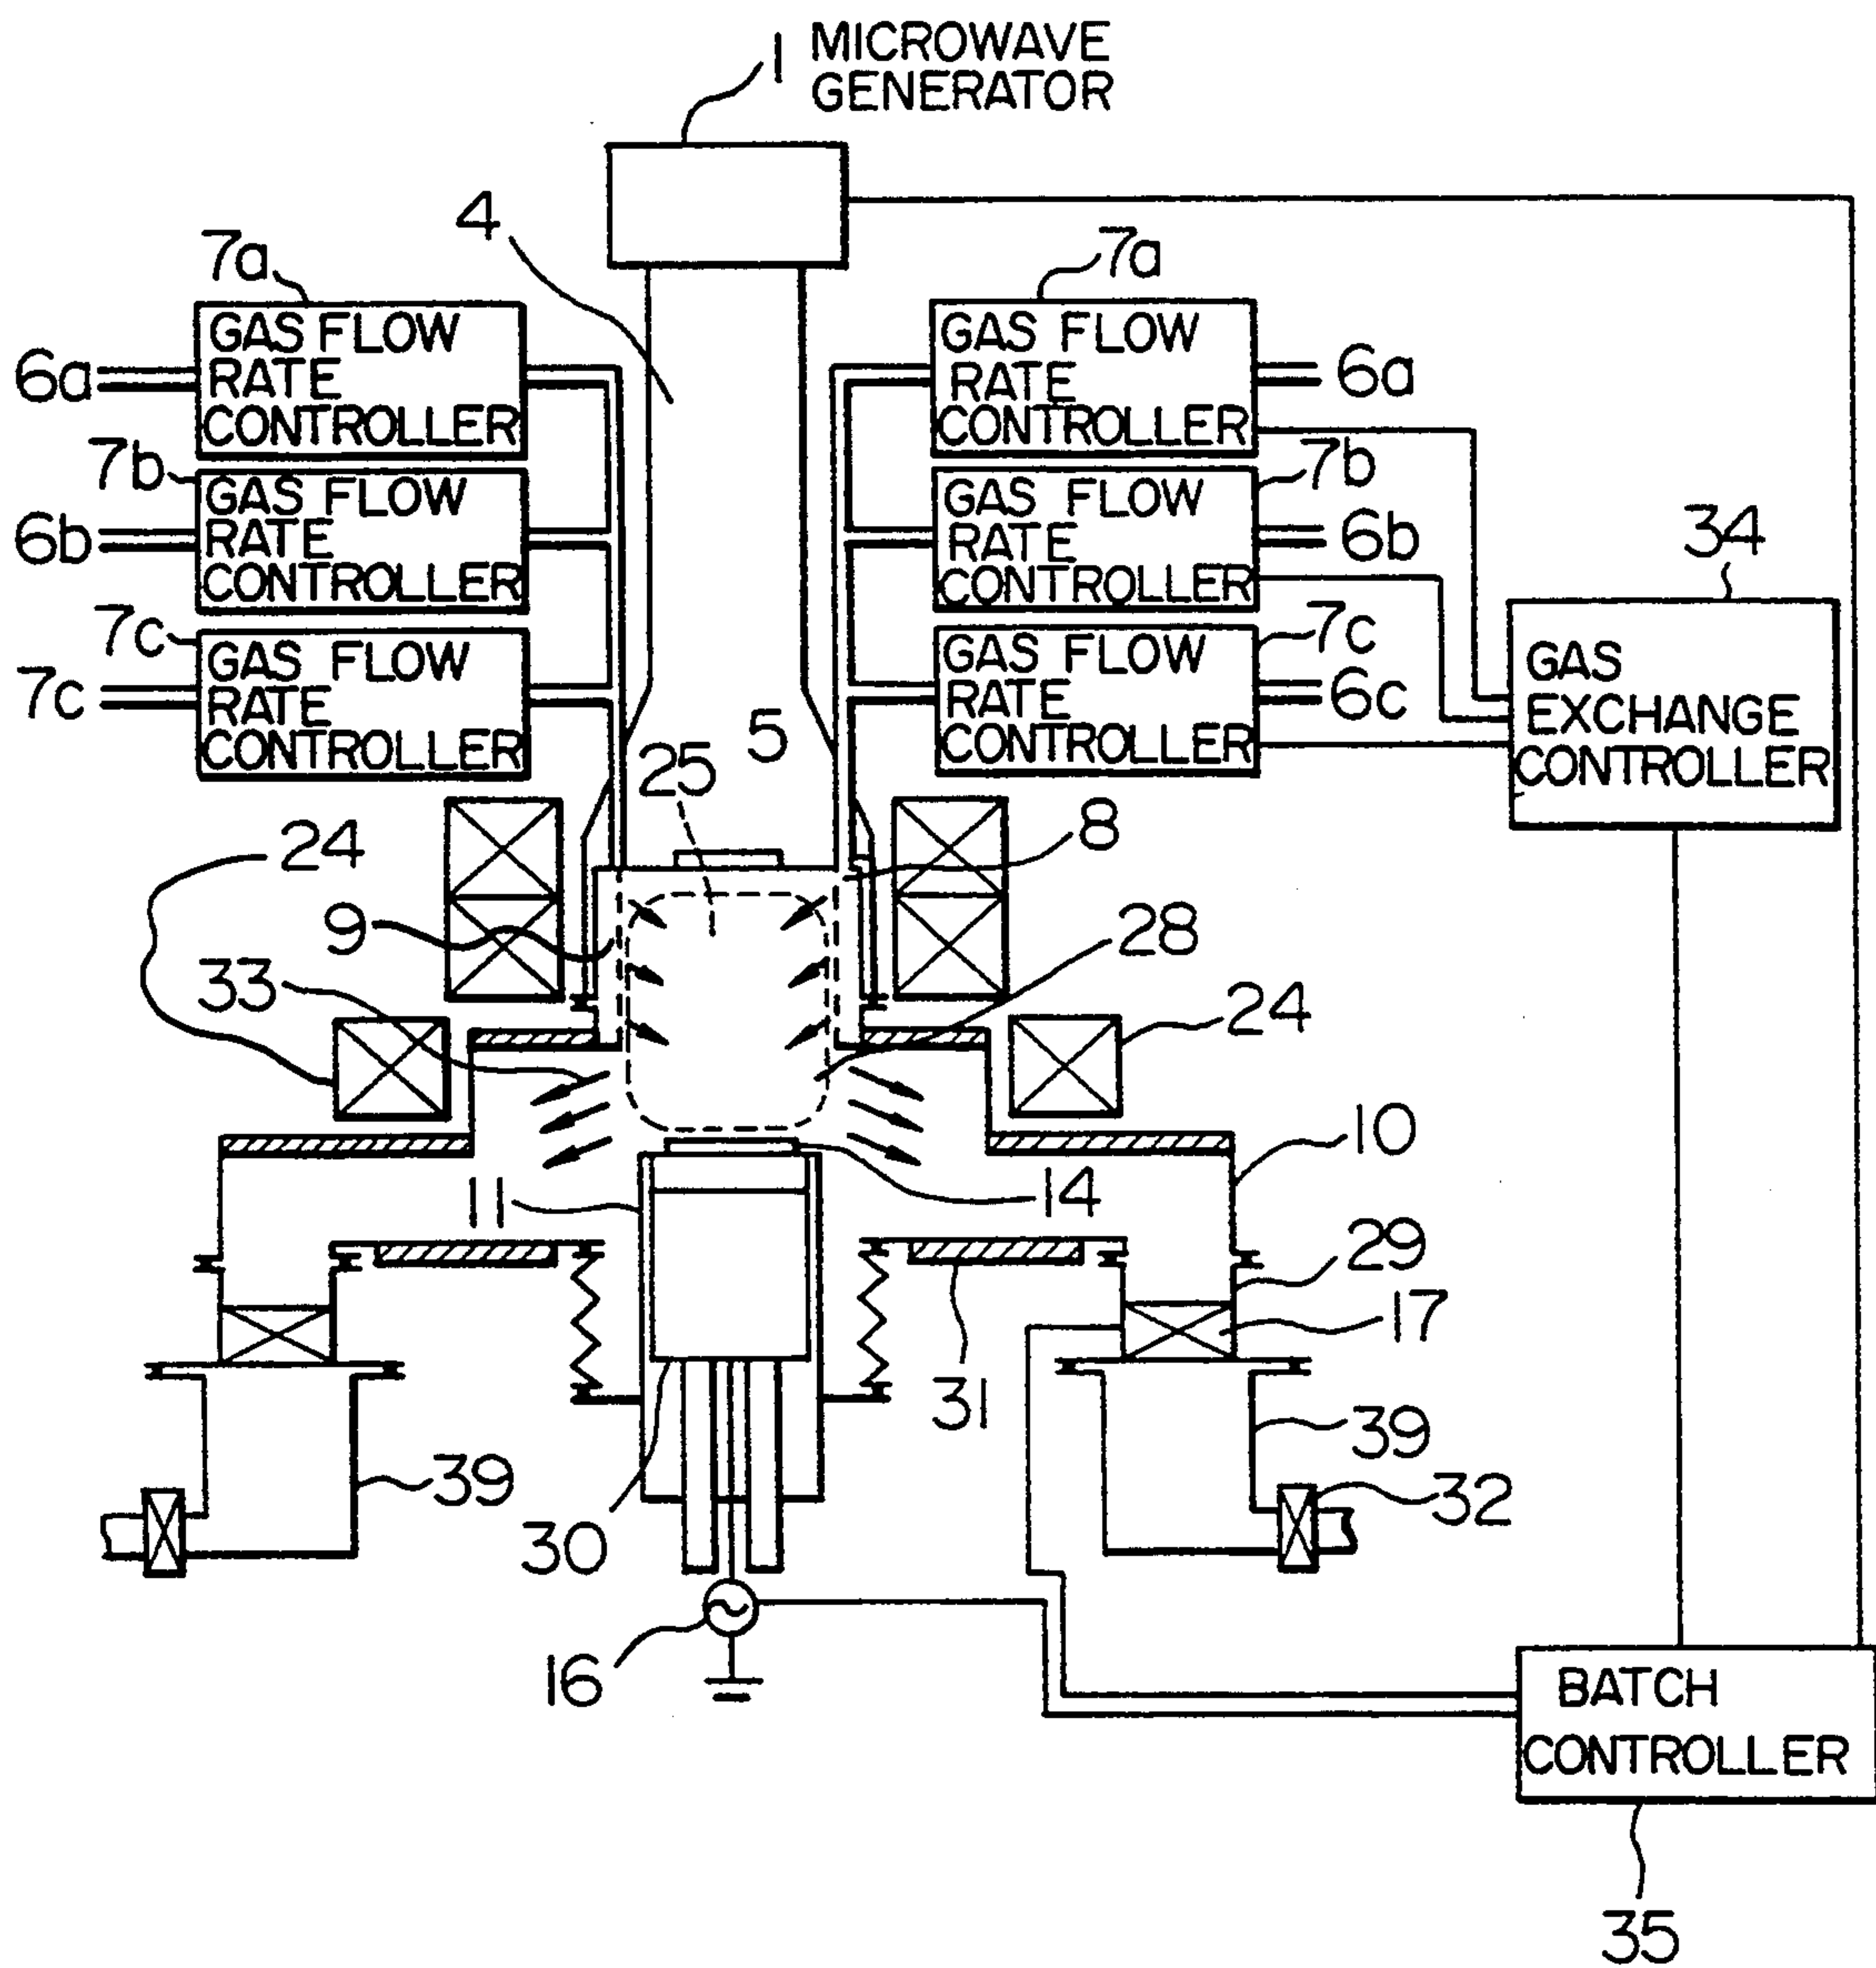 1 MICROWAVE
GENERATOR
4
7a
7a
GAS FLOW
RATE
CONTROLLER
GAS FLOW
RATE
CONTROLLER
6a
6a
7b
7b
GAS FLOW
RATE
CONTROLLER
GAS FLOW
RATE
CONTROLLER
6b
6b
34
7c
7c
GAS FLOW
RATE
CONTROLLER
GAS FLOW
RATE
CONTROLLER
7c
6c
GAS
EXCHANGE
CONTROLLER
5
25
24
8
9
28
33
24
10
11
14
29
17
31
39
39
32
30
16
BATCH
CONTROLLER
35